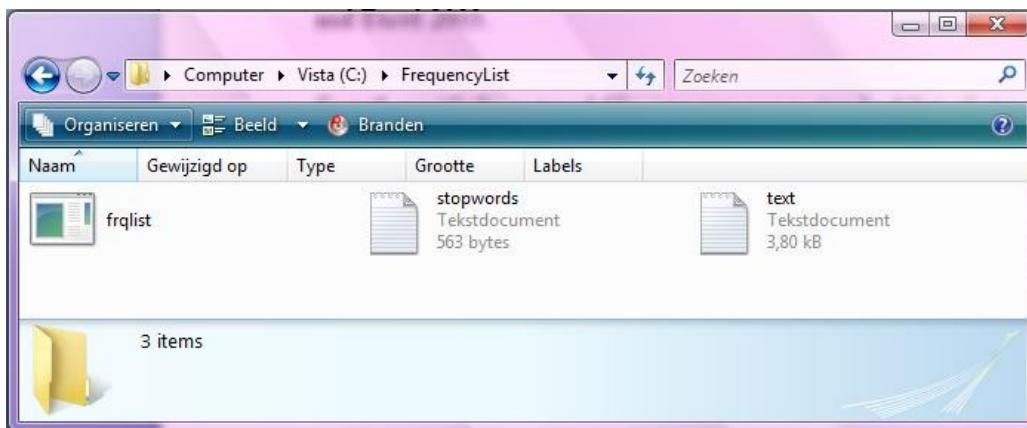 Computer Vista (C:) FrequencyList Zoeken
Organiseren Beeld Branden
Naam Gewijzigd op Type Grootte Labels
frqlist
stopwords
Tekstdocument
563 bytes
text
Tekstdocument
3,80 kB
3 items